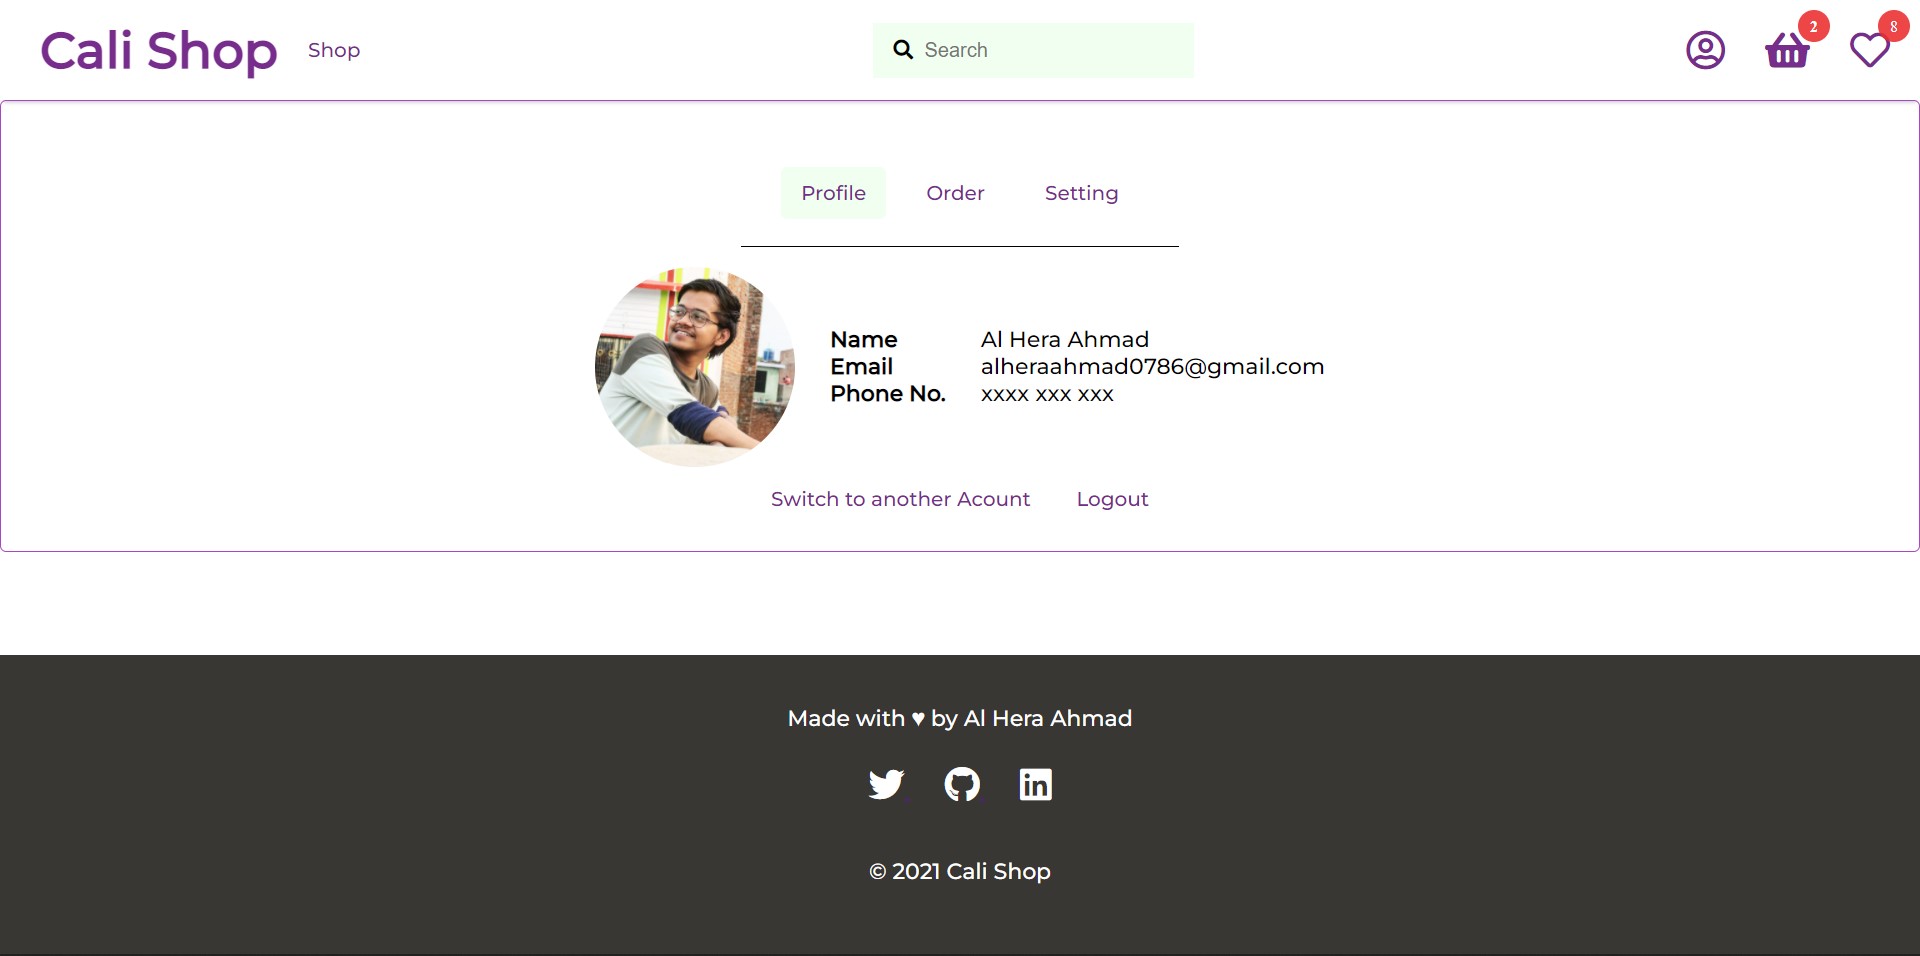 Cali Shop
Shop
Search
2
8
Profile
Order
Setting
Name Al Hera Ahmad
Email alheraahmad0786@gmail.com
Phone No. xxxx xxx xxx
Switch to another Acount
Logout
Made with ♥ by Al Hera Ahmad
© 2021 Cali Shop